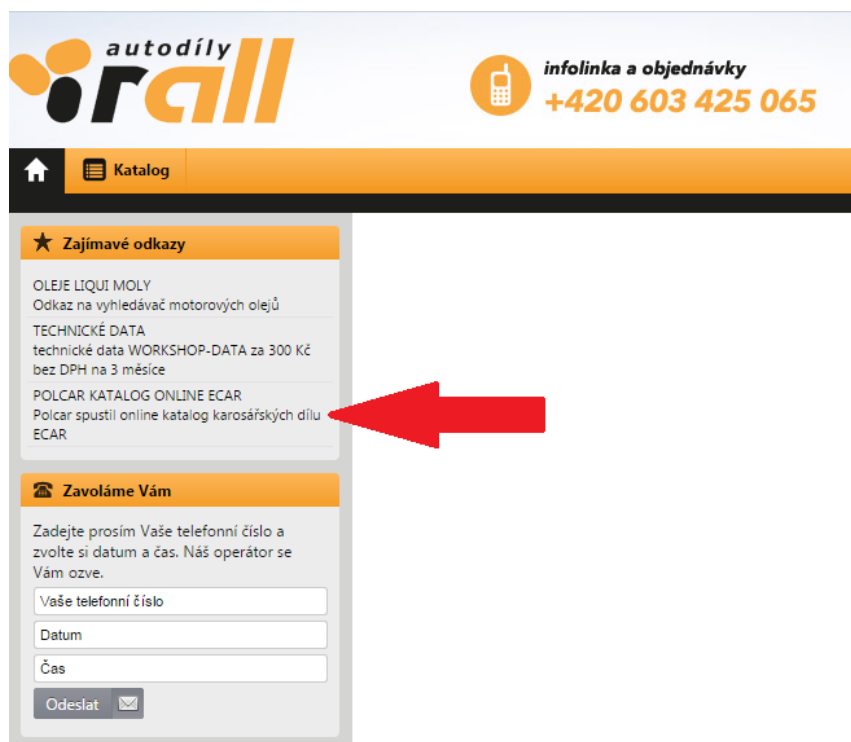 autodíly
rall
infolinka a objednávky
+420 603 425 065
Katalog
Zajímavé odkazy
OLEJE LIQUI MOLY
Odkaz na vyhledávač motorových olejů
TECHNICKÉ DATA
technické data WORKSHOP-DATA za 300 Kč
bez DPH na 3 měsíce
POLCAR KATALOG ONLINE ECAR
Polcar spustil online katalog karosářských dílu
ECAR
Zavoláme Vám
Zadejte prosím Vaše telefonní číslo a
zvolte si datum a čas. Náš operátor se
Vám ozve.
Vaše telefonní číslo
Datum
Čas
Odeslat